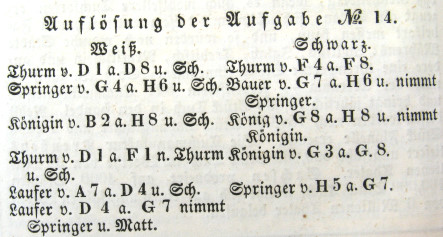 Auflösung der Aufgabe № 14.
Weiß. Schwarz.
Thurm v. D 1 a. D 8 u. Sch. Thurm v. F 4 a. F 8.
Springer v. G 4 a. H 6 u. Sch. Bauer v. G 7 a. H 6 u. nimmt
Springer.
Königin v. B 2 a. H 8 u. Sch. König v. G 8 a. H 8 u. nimmt
Königin.
Thurm v. D 1 a. F 1 n. Thurm Königin v. G 3 a. G. 8.
u. Sch.
Laufer v. A 7 a. D 4 u. Sch. Springer v. H 5 a. G 7.
Laufer v. D 4 a. G 7 nimmt
Springer u. Matt.